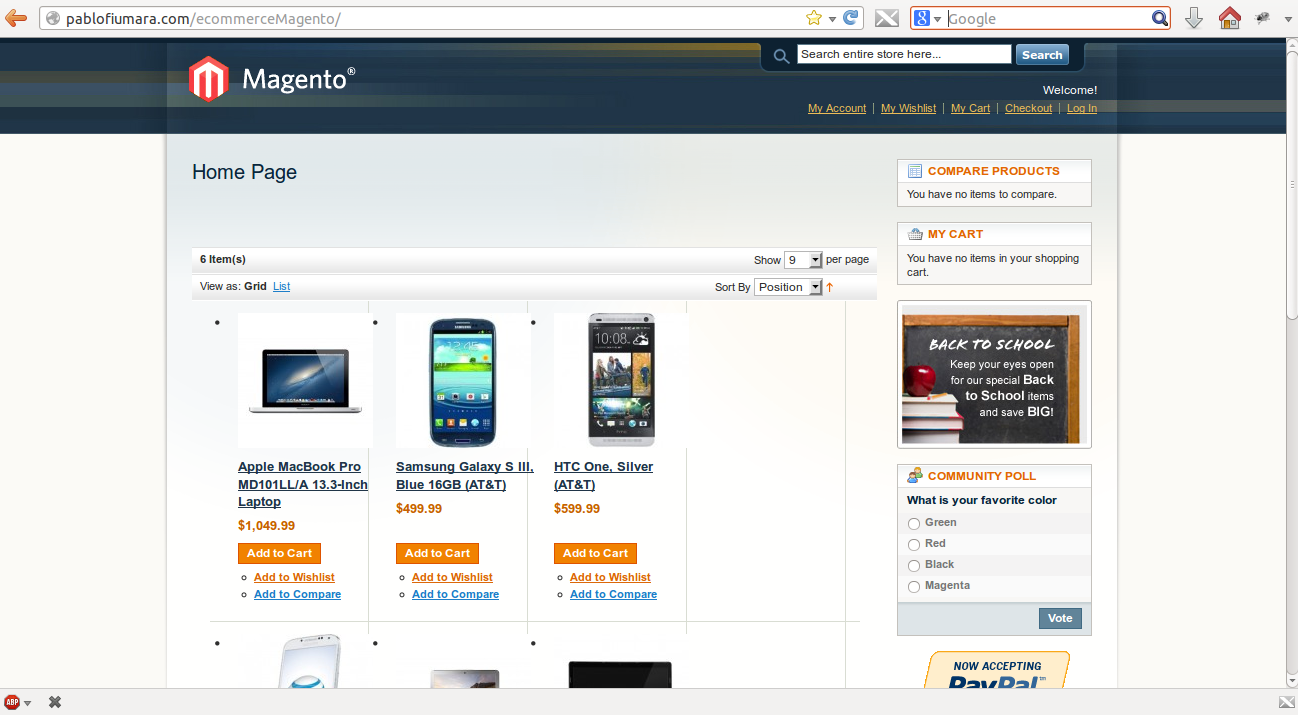 pablofiumara.com/ecommerceMagento/
Google
Magento®
Search entire store here...
Search
Welcome!
My Account | My Wishlist | My Cart | Checkout | Log In
Home Page
6 Item(s)
Show 9 per page
View as: Grid List
Sort By Position
Apple MacBook Pro
MD101LL/A 13.3-Inch
Laptop
$1,049.99
Add to Cart
Add to Wishlist
Add to Compare
Samsung Galaxy S III,
Blue 16GB (AT&T)
$499.99
Add to Cart
Add to Wishlist
Add to Compare
10:08
HTC One, Silver
(AT&T)
$599.99
Add to Cart
Add to Wishlist
Add to Compare
COMPARE PRODUCTS
You have no items to compare.
MY CART
You have no items in your shopping
cart.
BACK TO SCHOOL
Keep your eyes open
for our special Back
to School items
and save BIG!
COMMUNITY POLL
What is your favorite color
Green
Red
Black
Magenta
Vote
NOW ACCEPTING
PayPal™
ABP